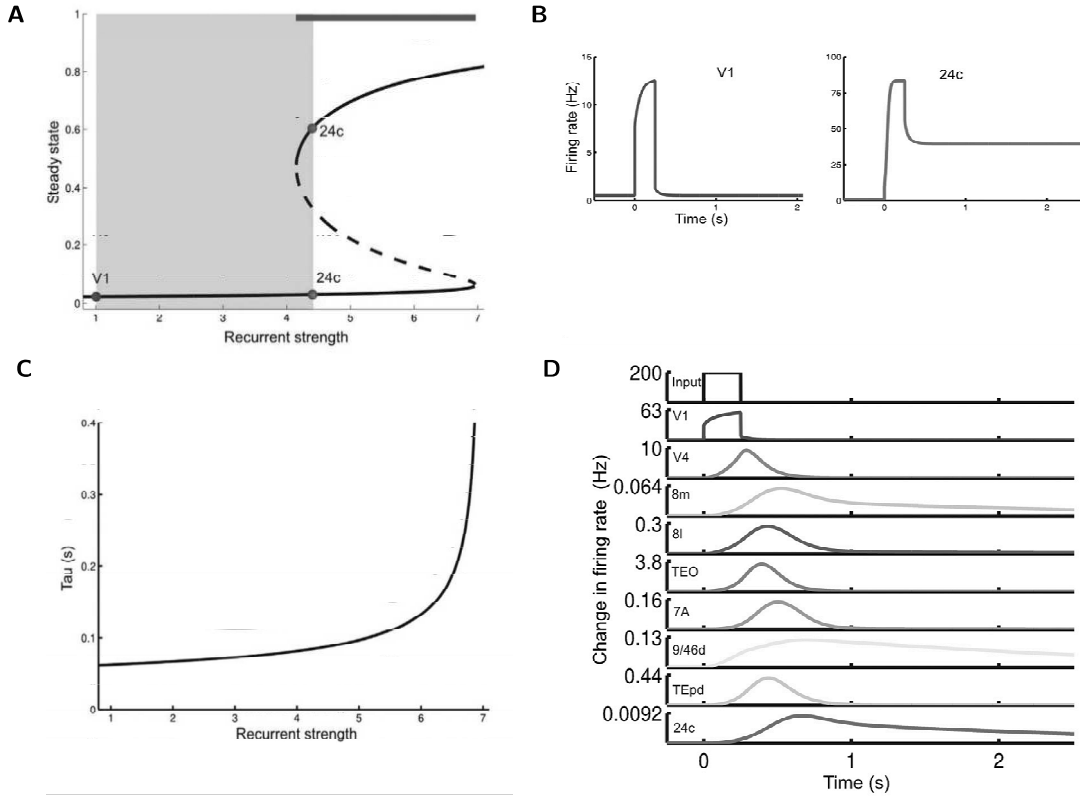 A
1
0.8
0.6
0.4
0.2
0
Steady state
24c
V1
24c
1 2 3 4 5 6 7
Recurrent strength
B
15
10
5
0
Firing rate (Hz)
V1
0 1 2
Time (s)
100
75
50
25
0
24c
0 1 2
C
0.4
0.3
0.2
0.1
0
Tau (s)
1 2 3 4 5 6 7
Recurrent strength
D
Change in firing rate (Hz)
200 Input
63 V1
10 V4
0.064 8m
0.3 8l
3.8 TEO
0.16 7A
0.13 9/46d
0.44 TEpd
0.0092 24c
0 1 2
Time (s)